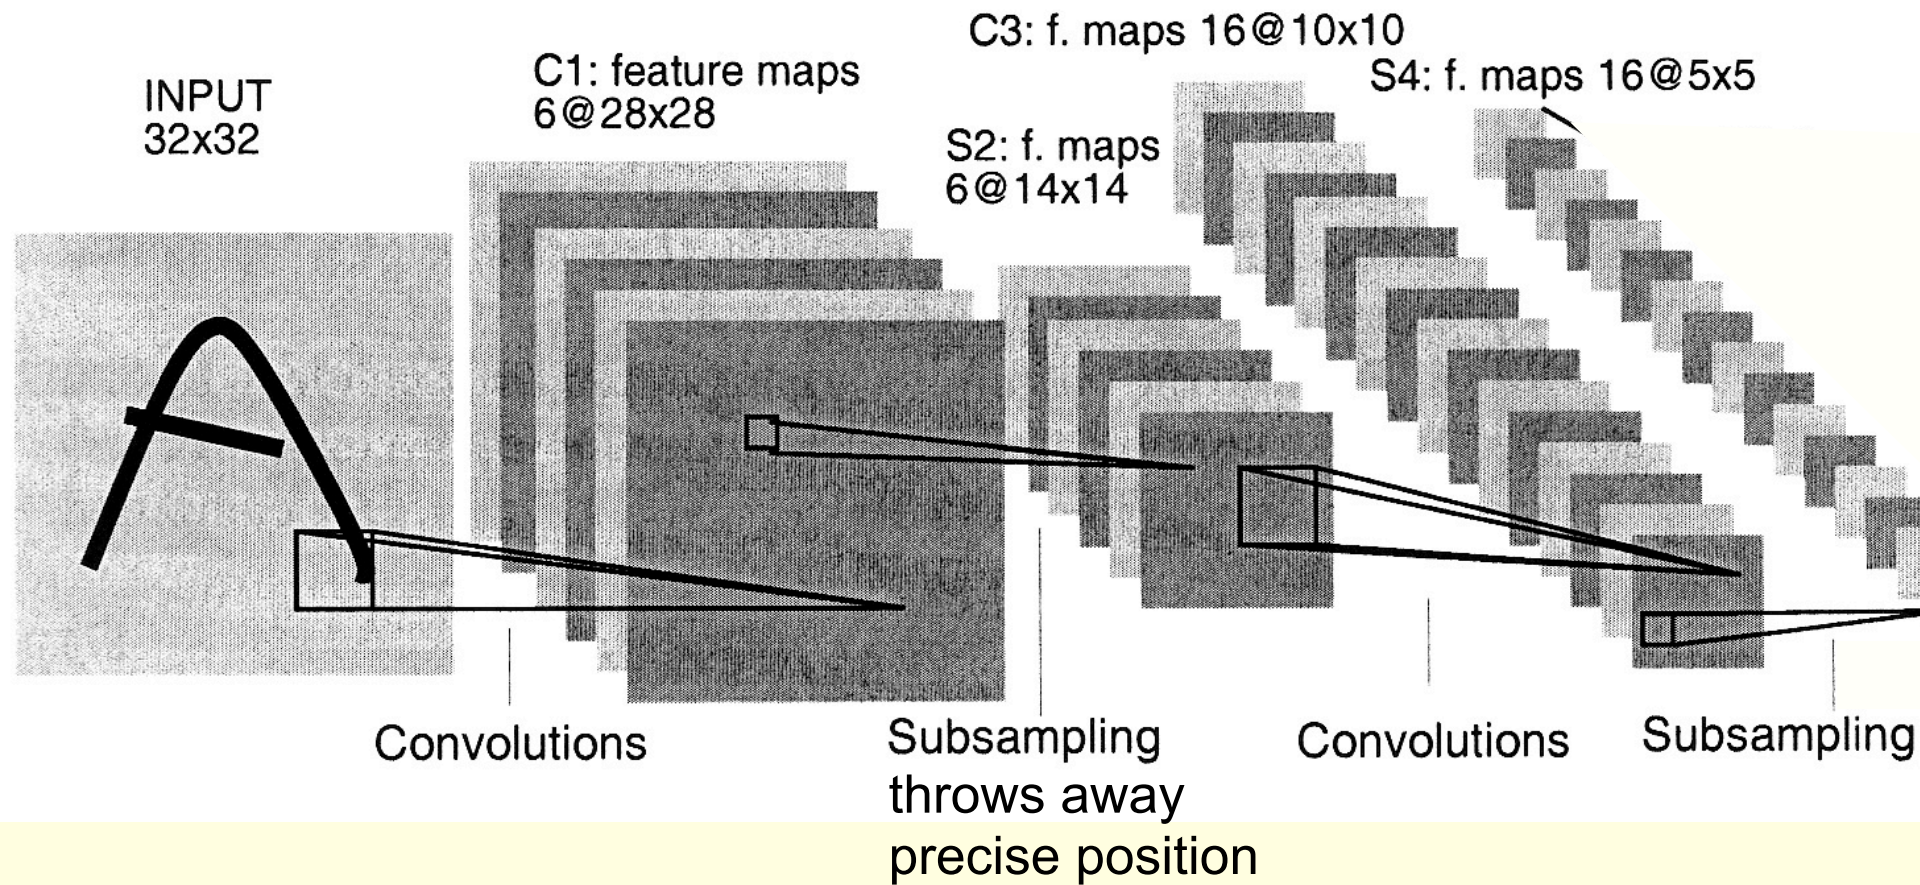 INPUT
32x32
C1: feature maps
6@28x28
C3: f. maps 16@10x10
S4: f. maps 16@5x5
S2: f. maps
6@14x14
Convolutions
Subsampling
throws away
precise position
Convolutions
Subsampling